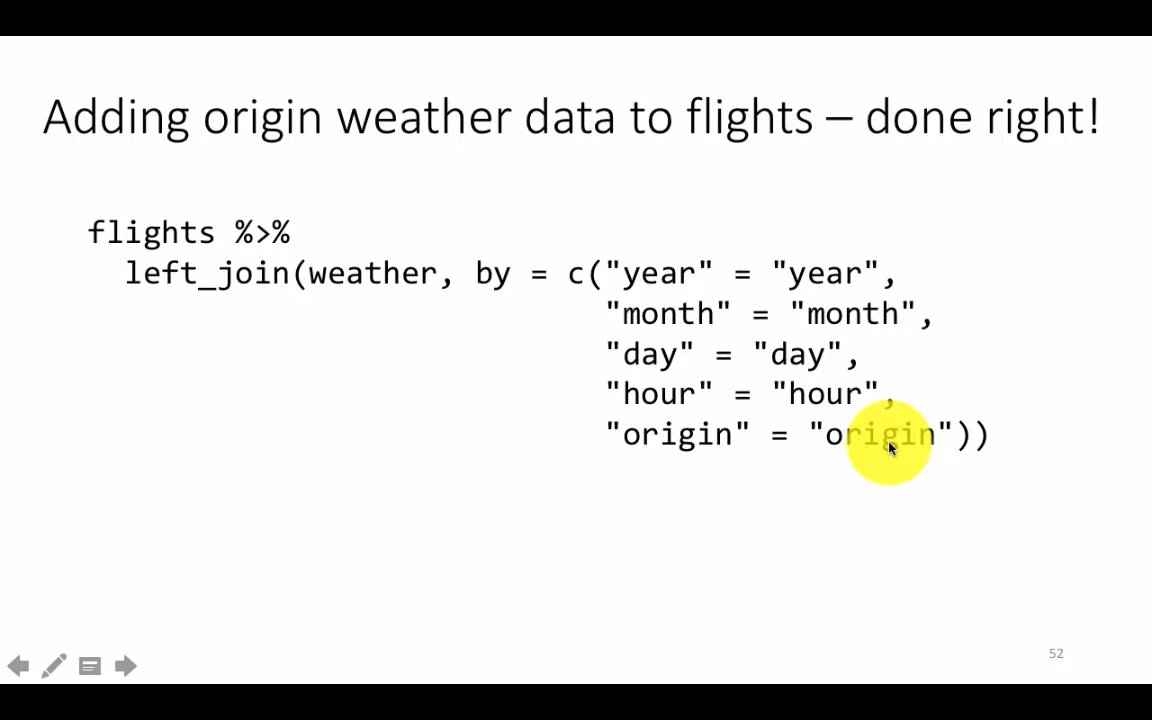 Adding origin weather data to flights – done right!
flights %>%
left_join(weather, by = c("year" = "year",
"month" = "month",
"day" = "day",
"hour" = "hour",
"origin" = "origin"))
52